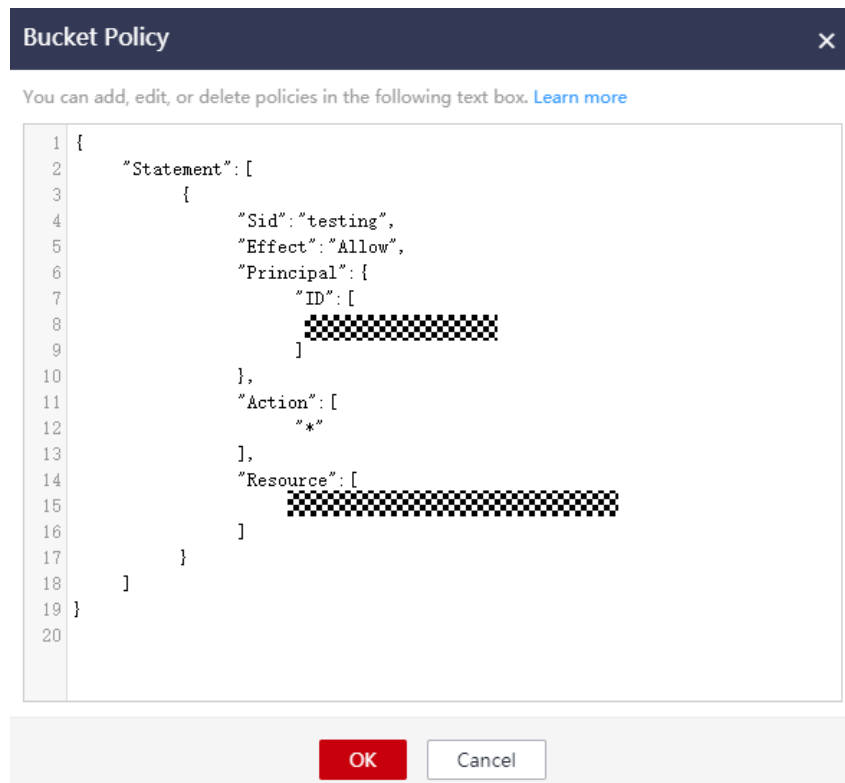 Bucket Policy ×
You can add, edit, or delete policies in the following text box. Learn more
1 {
2 "Statement":[
3 {
4 "Sid":"testing",
5 "Effect":"Allow",
6 "Principal":{
7 "ID":[
8
9 ]
10 },
11 "Action":[
12 "*"
13 ],
14 "Resource":[
15
16 ]
17 }
18 ]
19 }
20
OK Cancel